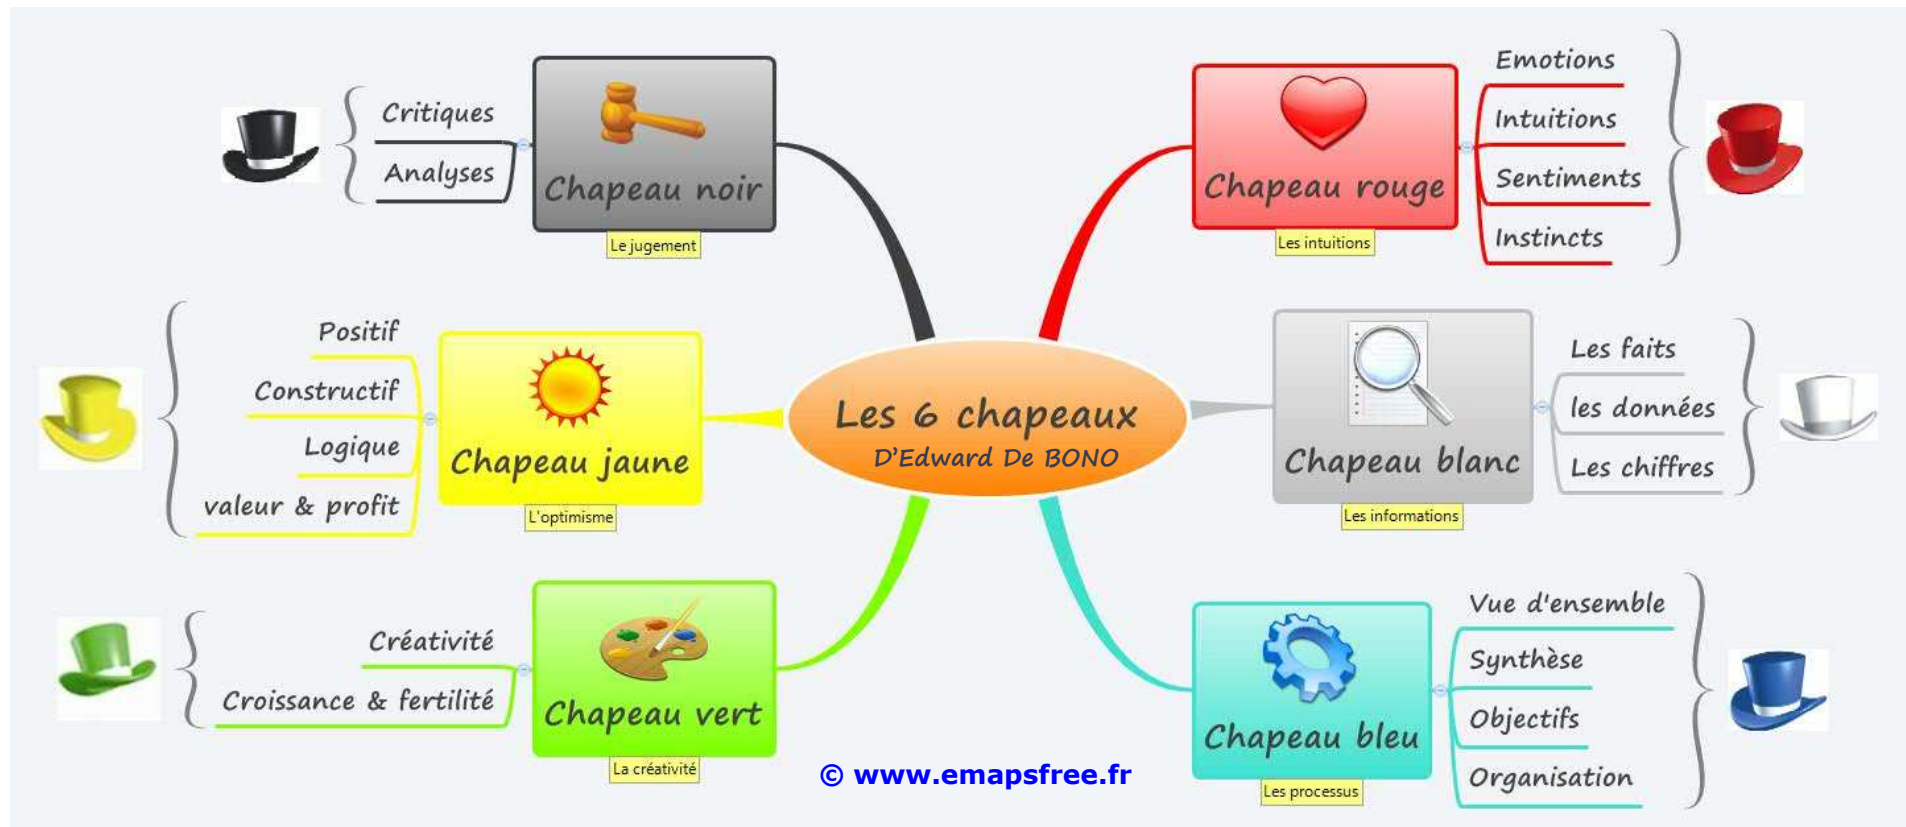 Les 6 chapeaux
D'Edward De BONO
Chapeau noir
Le jugement
Critiques
Analyses
Chapeau jaune
L'optimisme
Positif
Constructif
Logique
valeur & profit
Chapeau vert
La créativité
Créativité
Croissance & fertilité
Chapeau rouge
Les intuitions
Emotions
Intuitions
Sentiments
Instincts
Chapeau blanc
Les informations
Les faits
les données
Les chiffres
Chapeau bleu
Les processus
Vue d'ensemble
Synthèse
Objectifs
Organisation
© www.emapsfree.fr